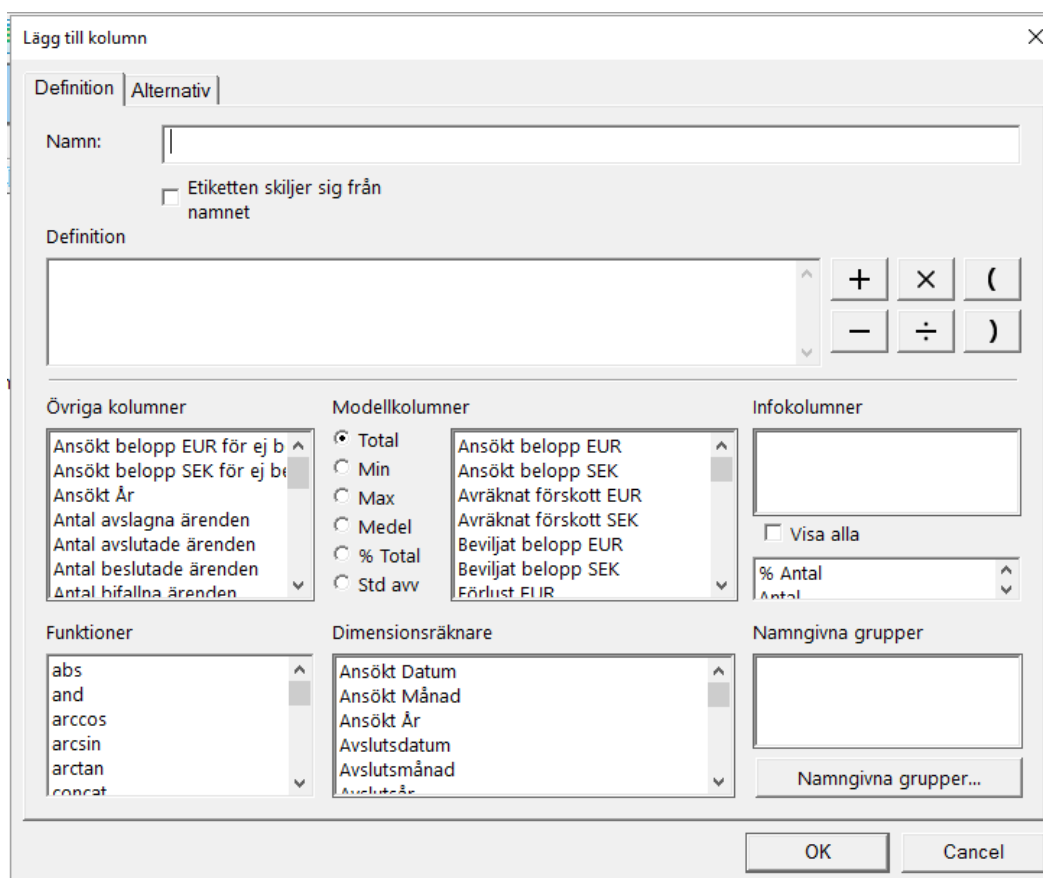 Lägg till kolumn
Definition
Alternativ
Namn:
Etiketten skiljer sig från
namnet
Definition
+ × (
− ÷ )
Övriga kolumner
Ansökt belopp EUR för ej b
Ansökt belopp SEK för ej be
Ansökt År
Antal avslagna ärenden
Antal avslutade ärenden
Antal beslutade ärenden
Antal bifallna ärenden
Modellkolumner
Total
Min
Max
Medel
% Total
Std avv
Ansökt belopp EUR
Ansökt belopp SEK
Avräknat förskott EUR
Avräknat förskott SEK
Beviljat belopp EUR
Beviljat belopp SEK
Förlust EUR
Infokolumner
Visa alla
% Antal
Antal
Funktioner
abs
and
arccos
arcsin
arctan
concat
Dimensionsräknare
Ansökt Datum
Ansökt Månad
Ansökt År
Avslutsdatum
Avslutsmånad
Avslutsår
Namngivna grupper
Namngivna grupper...
OK
Cancel